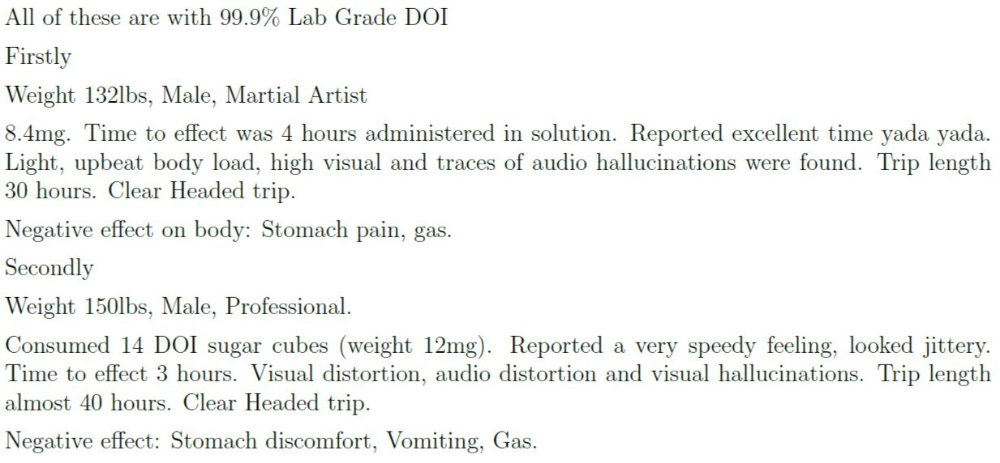 All of these are with 99.9% Lab Grade DOI
Firstly
Weight 132lbs, Male, Martial Artist
8.4mg. Time to effect was 4 hours administered in solution. Reported excellent time yada yada.
Light, upbeat body load, high visual and traces of audio hallucinations were found. Trip length
30 hours. Clear Headed trip.
Negative effect on body: Stomach pain, gas.
Secondly
Weight 150lbs, Male, Professional.
Consumed 14 DOI sugar cubes (weight 12mg). Reported a very speedy feeling, looked jittery.
Time to effect 3 hours. Visual distortion, audio distortion and visual hallucinations. Trip length
almost 40 hours. Clear Headed trip.
Negative effect: Stomach discomfort, Vomiting, Gas.